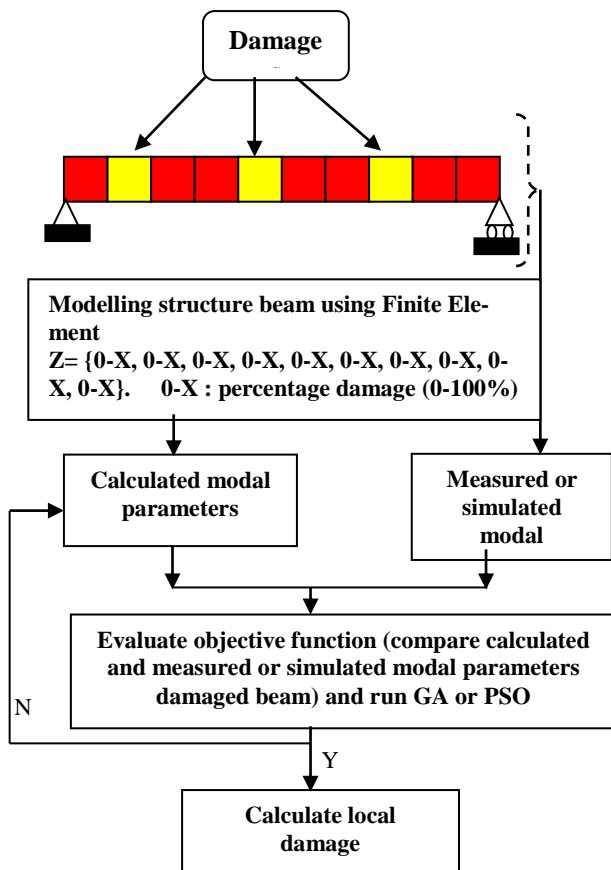 Damage
Modelling structure beam using Finite Ele-
ment
Z= {0-X, 0-X, 0-X, 0-X, 0-X, 0-X, 0-X, 0-X, 0-
X, 0-X}. 0-X : percentage damage (0-100%)
Calculated modal
parameters
Measured or
simulated
modal
Evaluate objective function (compare calculated
and measured or simulated modal parameters
damaged beam) and run GA or PSO
N
Y
Calculate local
damage